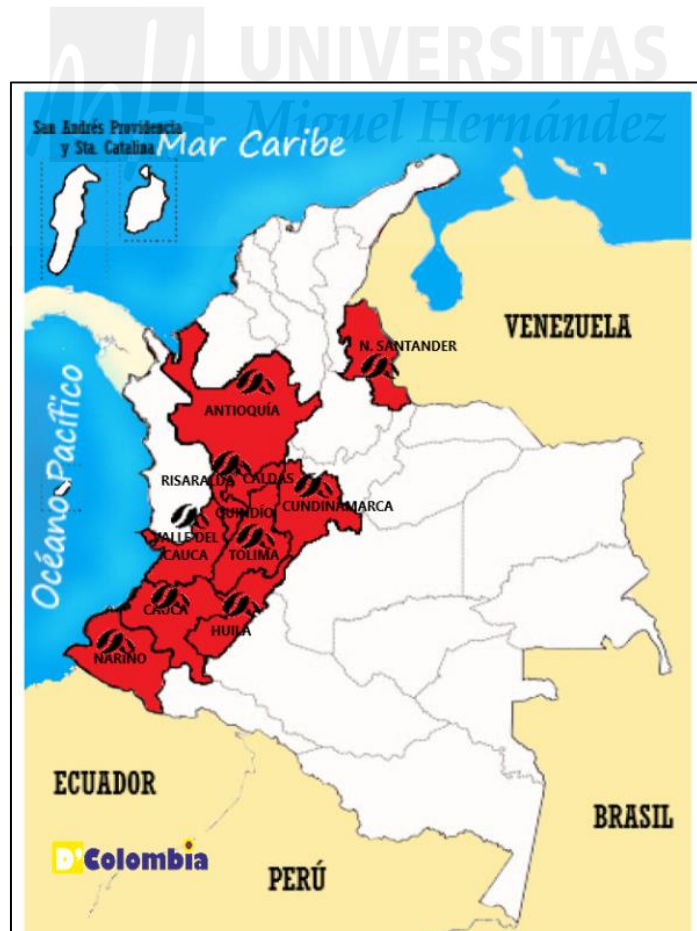 UNIVERSITAS
Miguel Hernández
San Andrés Providencia
y Sta. Catalina
Mar Caribe
VENEZUELA
N. SANTANDER
ANTIOQUÍA
Océano Pacífico
RISARALDA
CALDAS
CUNDINAMARCA
QUINDÍO
VALLE DEL
CAUCA
TOLIMA
CAUCA
HUILA
NARIÑO
ECUADOR
BRASIL
D'Colombia
PERÚ